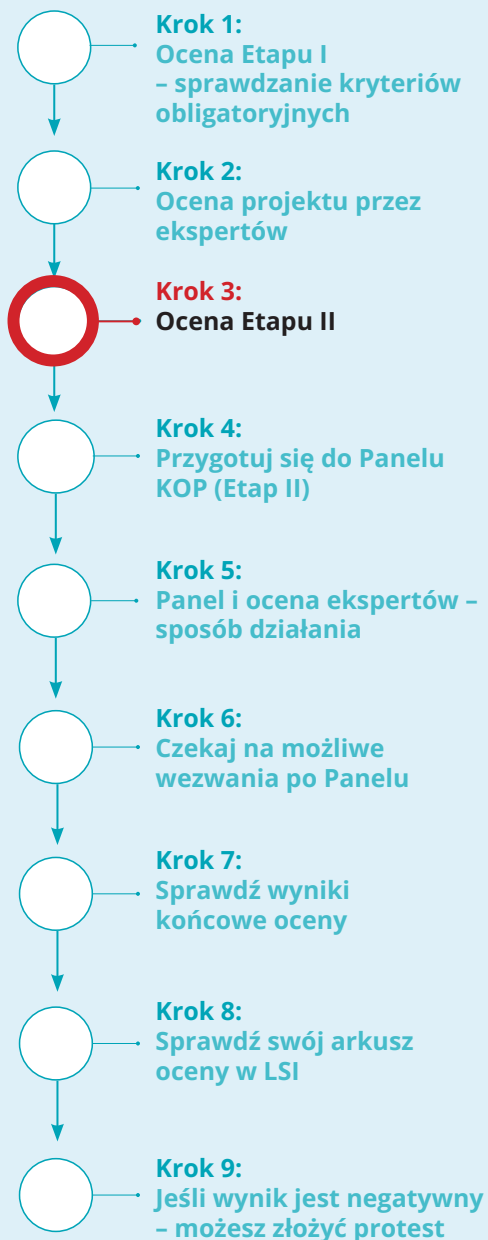 Krok 1:
Ocena Etapu I
– sprawdzanie kryteriów
obligatoryjnych
Krok 2:
Ocena projektu przez
ekspertów
Krok 3:
Ocena Etapu II
Krok 4:
Przygotuj się do Panelu
KOP (Etap II)
Krok 5:
Panel i ocena ekspertów –
sposób działania
Krok 6:
Czekaj na możliwe
wezwania po Panelu
Krok 7:
Sprawdź wyniki
końcowe oceny
Krok 8:
Sprawdź swój arkusz
oceny w LSI
Krok 9:
Jeśli wynik jest negatywny
– możesz złożyć protest